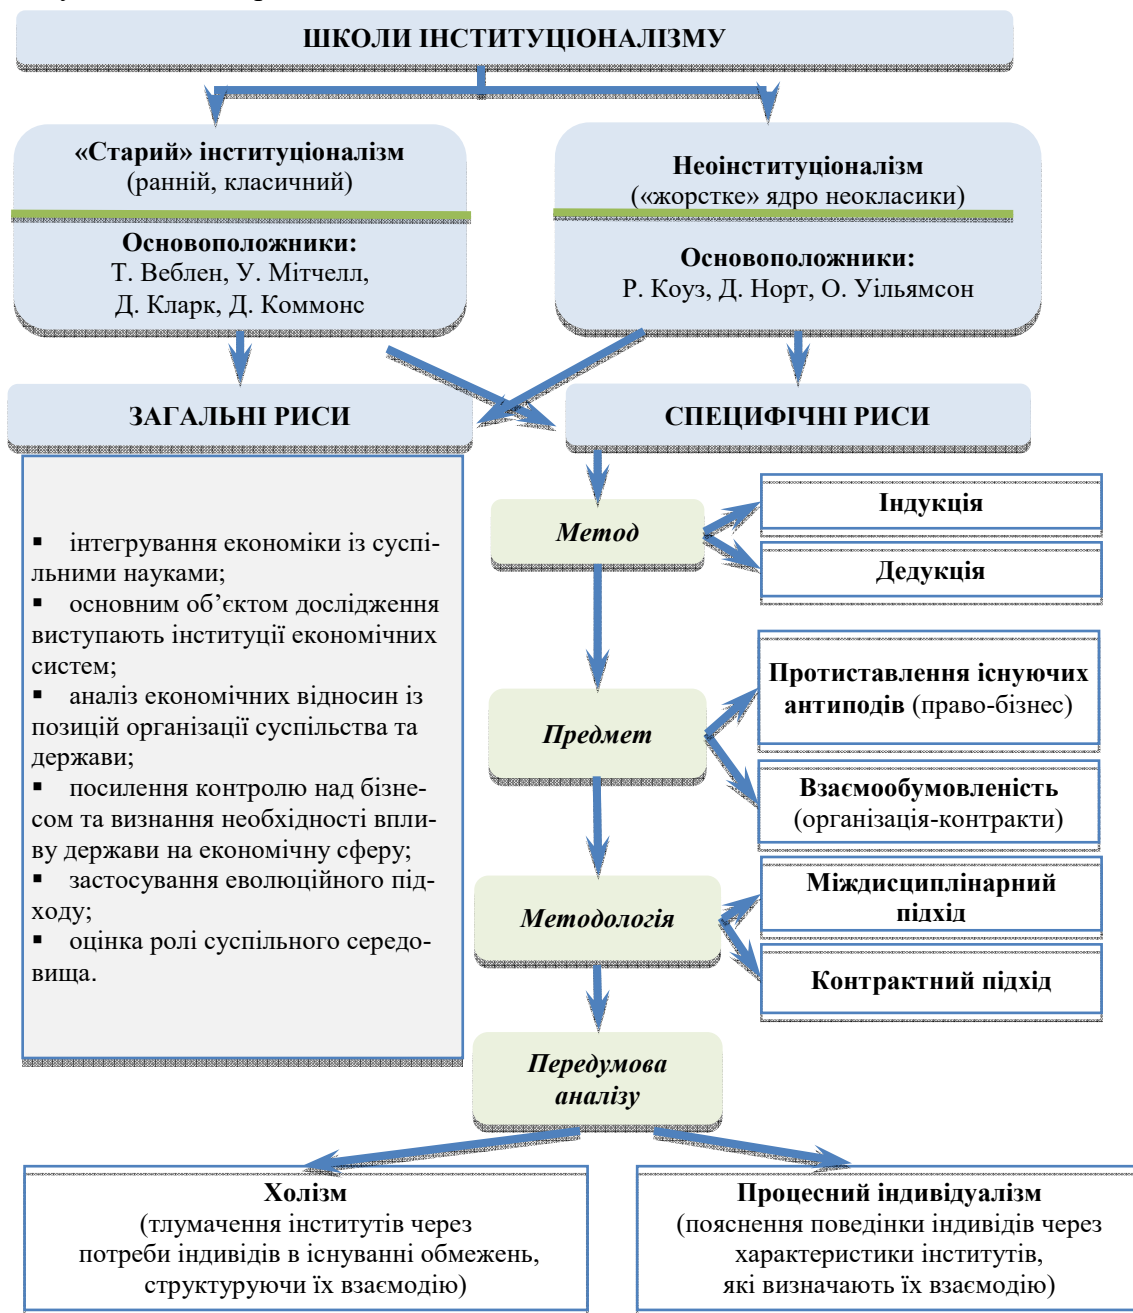 ШКОЛИ ІНСТИТУЦІОНАЛІЗМУ
«Старий» інституціоналізм
(ранній, класичний)
Основоположники:
Т. Веблен, У. Мітчелл,
Д. Кларк, Д. Коммонс
Неоінституціоналізм
(«жорстке» ядро неокласики)
Основоположники:
Р. Коуз, Д. Норт, О. Уільямсон
ЗАГАЛЬНІ РИСИ
СПЕЦИФІЧНІ РИСИ
▪ інтегрування економіки із суспі-
льними науками;
▪ основним об’єктом дослідження
виступають інституції економічних
систем;
▪ аналіз економічних відносин із
позицій організації суспільства та
держави;
▪ посилення контролю над бізне-
сом та визнання необхідності впли-
ву держави на економічну сферу;
▪ застосування еволюційного під-
ходу;
▪ оцінка ролі суспільного середо-
вища.
Метод
Індукція
Дедукція
Предмет
Протиставлення існуючих
антиподів (право-бізнес)
Взаємообумовленість
(організація-контракти)
Методологія
Міждисциплінарний
підхід
Контрактний підхід
Передумова
аналізу
Холізм
(тлумачення інститутів через
потреби індивідів в існуванні обмежень,
структуруючи їх взаємодію)
Процесний індивідуалізм
(пояснення поведінки індивідів через
характеристики інститутів,
які визначають їх взаємодію)